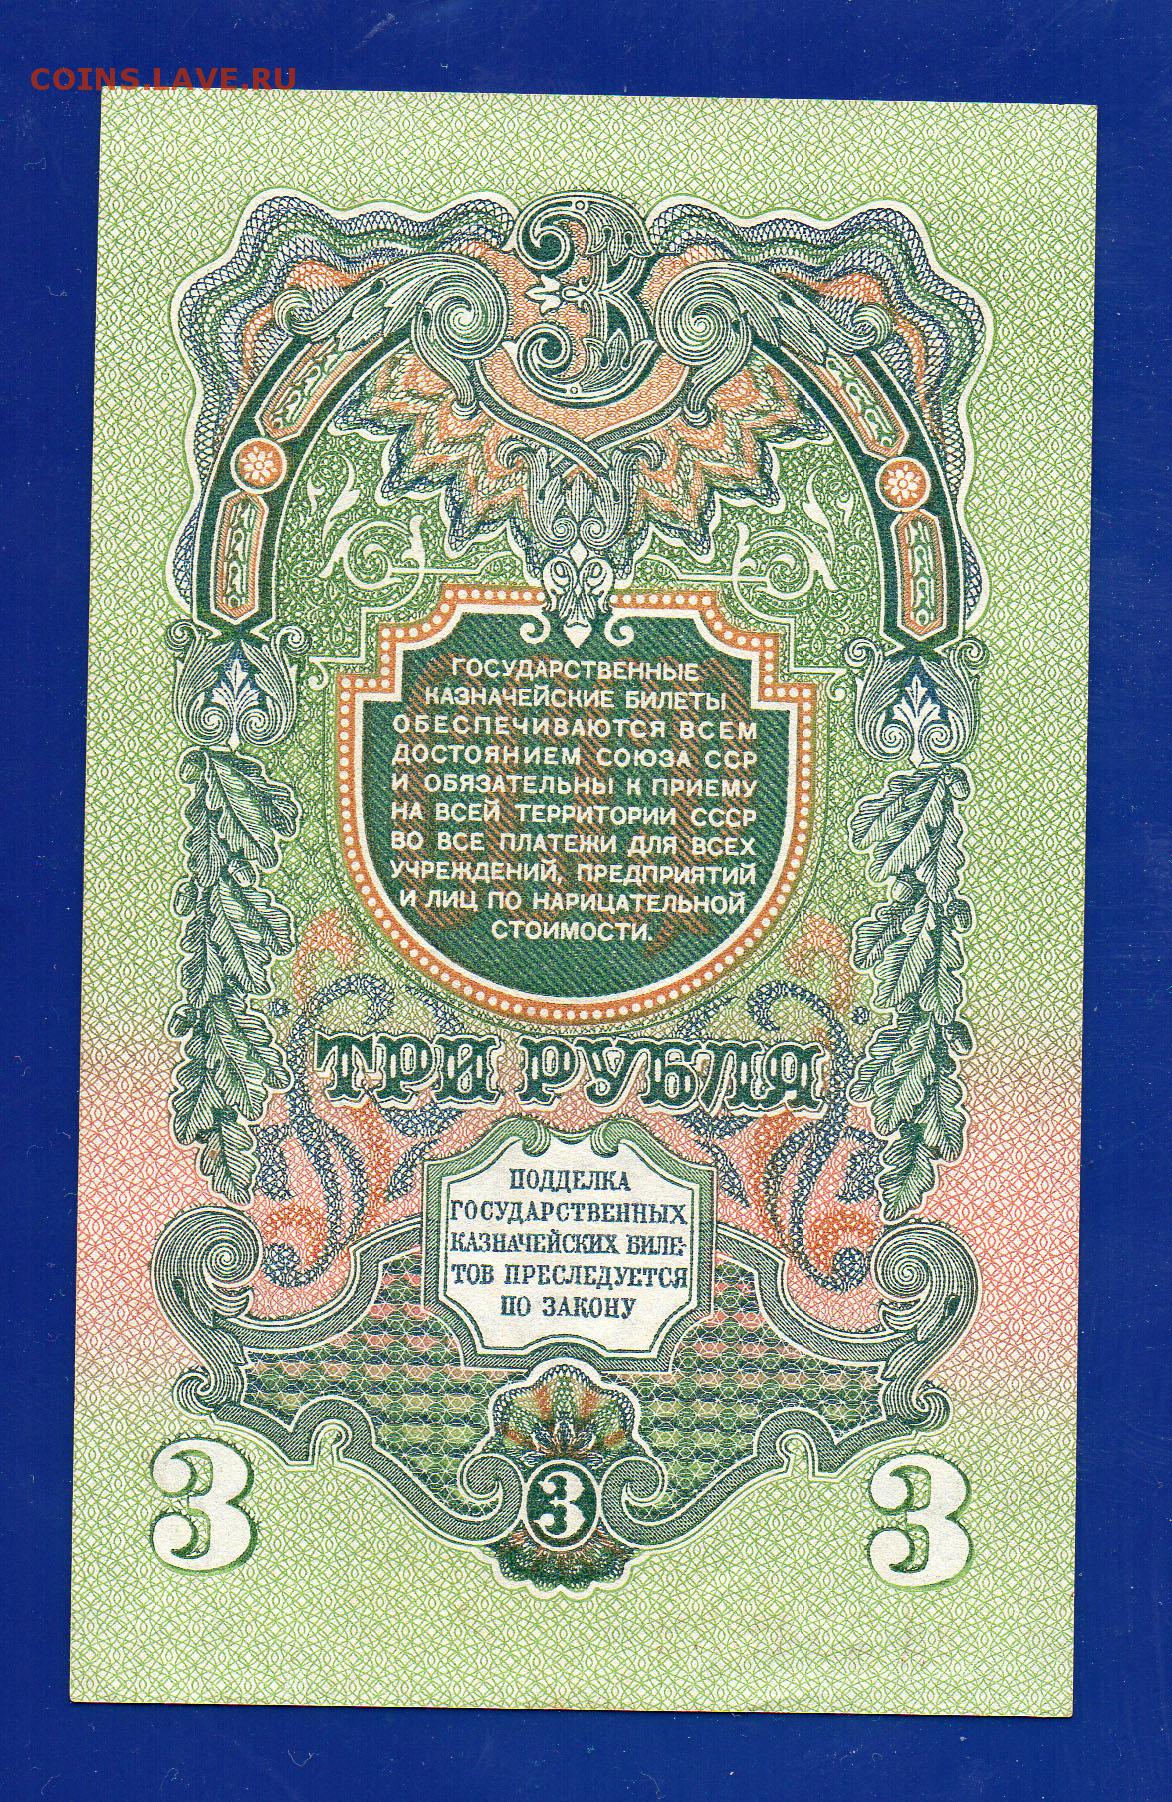 COINS.LAVE.RU
3
ГОСУДАРСТВЕННЫЕ
КАЗНАЧЕЙСКИЕ БИЛЕТЫ
ОБЕСПЕЧИВАЮТСЯ ВСЕМ
ДОСТОЯНИЕМ СОЮЗА ССР
И ОБЯЗАТЕЛЬНЫ К ПРИЕМУ
НА ВСЕЙ ТЕРРИТОРИИ СССР
ВО ВСЕ ПЛАТЕЖИ ДЛЯ ВСЕХ
УЧРЕЖДЕНИЙ, ПРЕДПРИЯТИЙ
И ЛИЦ ПО НАРИЦАТЕЛЬНОЙ
СТОИМОСТИ.
ТРИ РУБЛЯ
ПОДДЕЛКА
ГОСУДАРСТВЕННЫХ
КАЗНАЧЕЙСКИХ БИЛЕ-
ТОВ ПРЕСЛЕДУЕТСЯ
ПО ЗАКОНУ
3 3 3